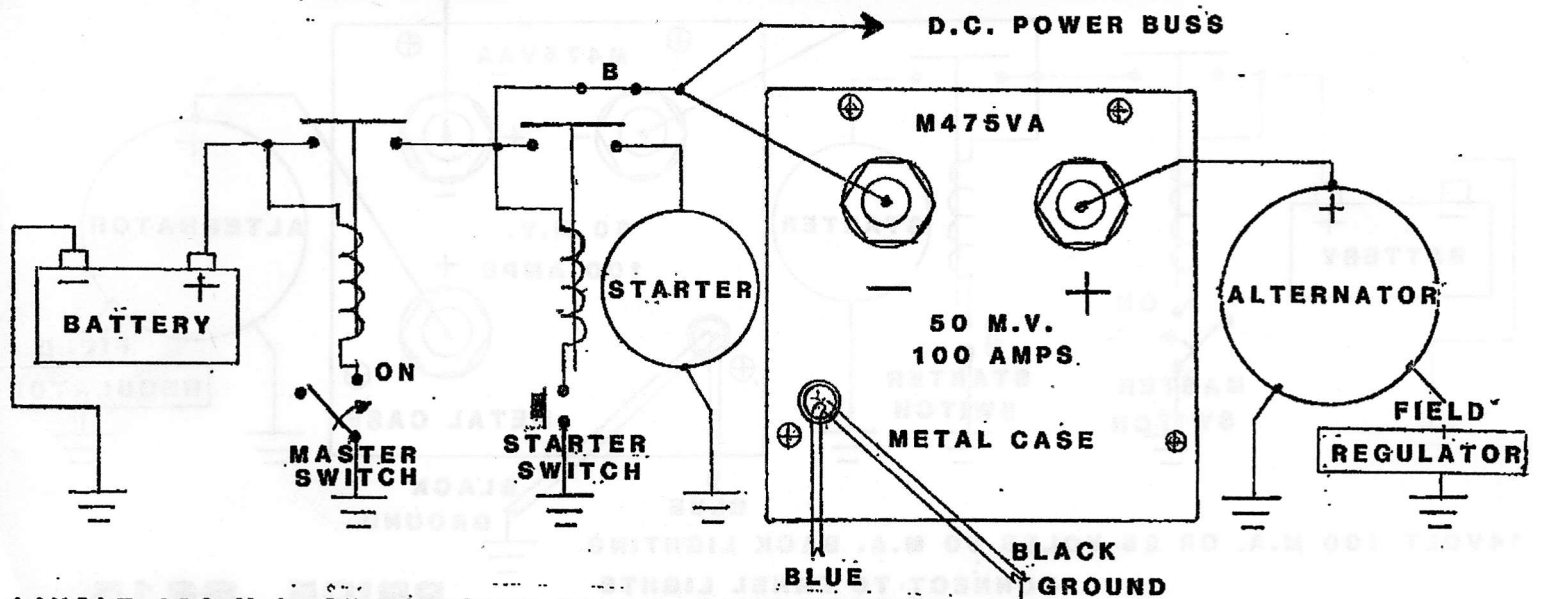 D.C. POWER BUSS
B
M475VA
BATTERY
STARTER
ALTERNATOR
50 M.V.
100 AMPS
ON
MASTER
SWITCH
STARTER
SWITCH
METAL CASE
FIELD
REGULATOR
BLUE
BLACK
GROUND